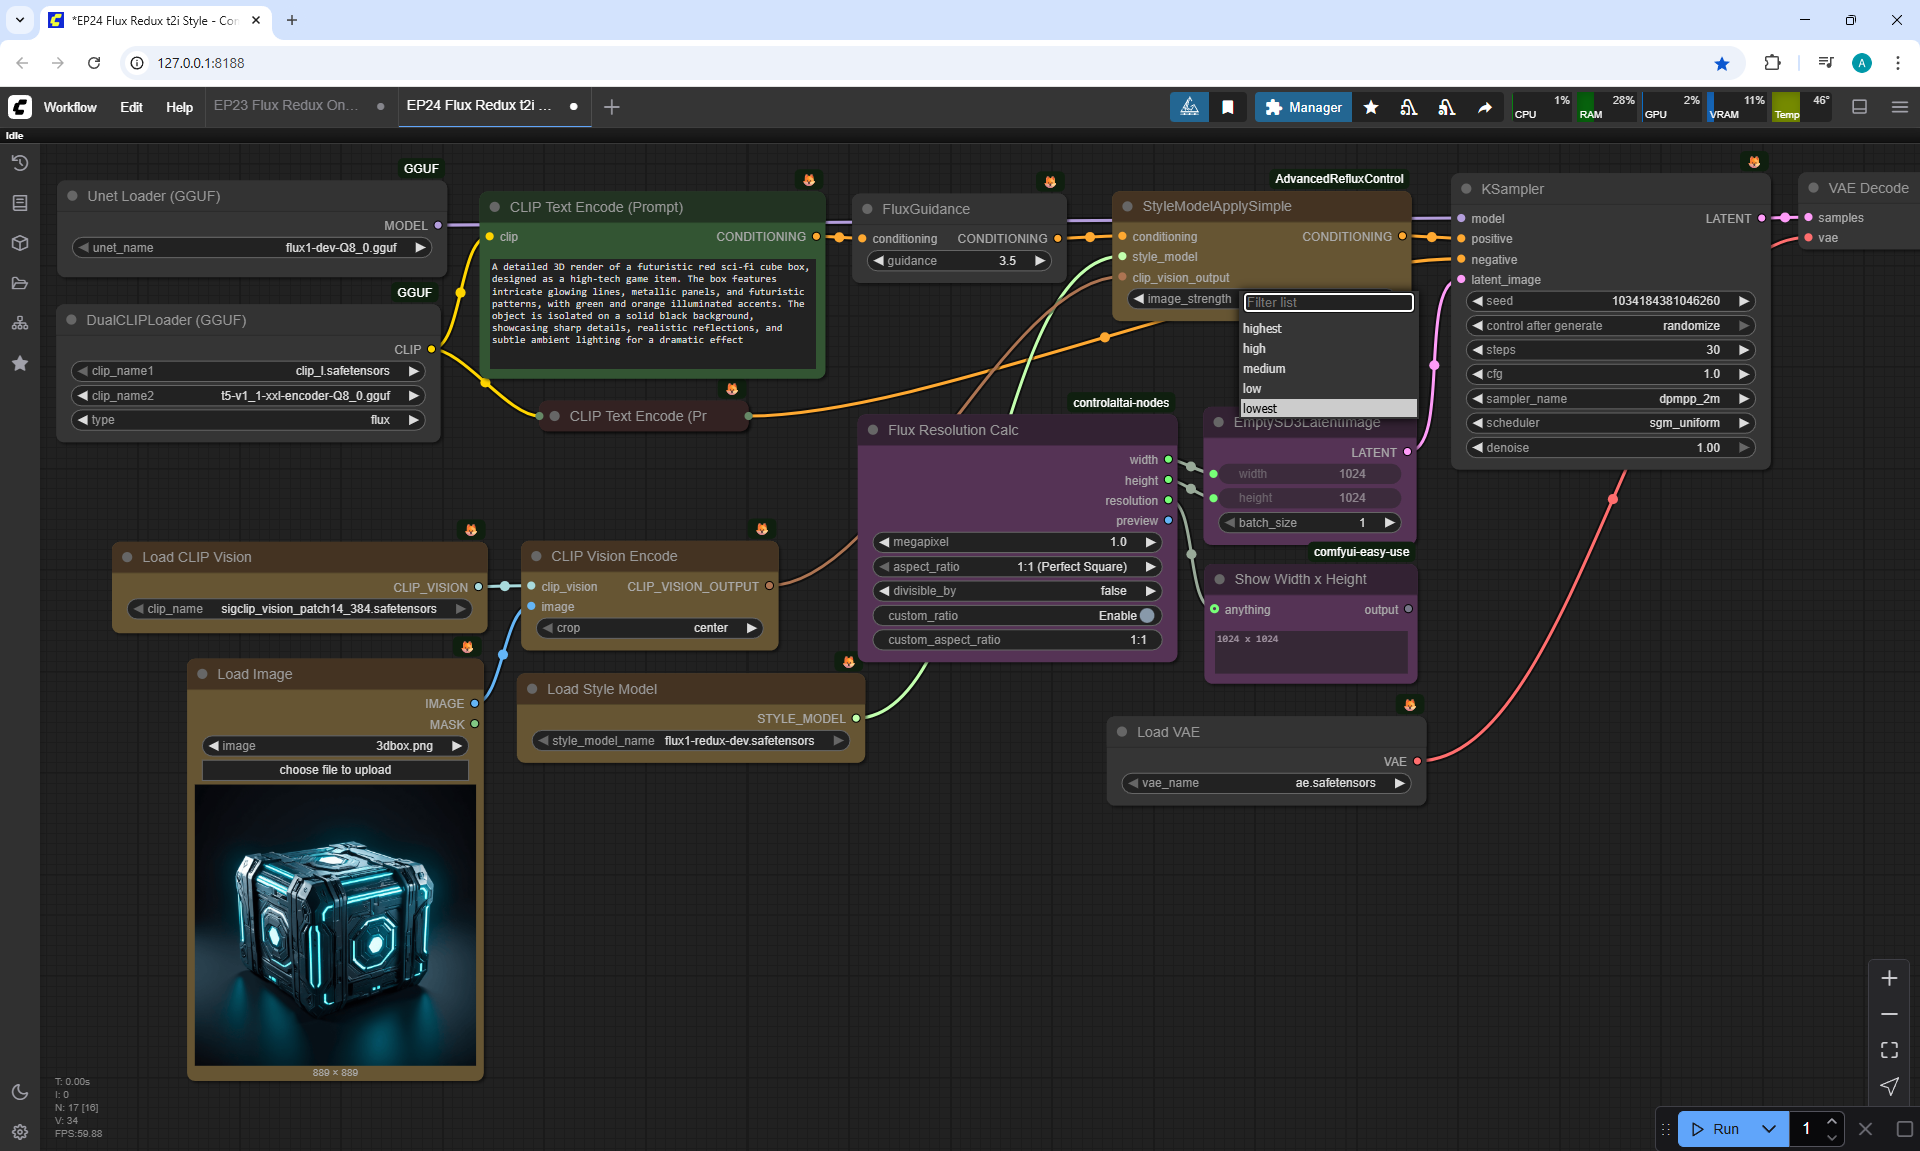 *EP24 Flux Redux t2i Style - Con
127.0.0.1:8188
A
Workflow
Edit
Help
EP23 Flux Redux On...
EP24 Flux Redux t2i ...
Manager
1%
CPU
28%
RAM
2%
GPU
11%
VRAM
46°
Temp
Idle
GGUF
Unet Loader (GGUF)
MODEL
unet_name flux1-dev-Q8_0.gguf
GGUF
DualCLIPLoader (GGUF)
CLIP
clip_name1 clip_l.safetensors
clip_name2 t5-v1_1-xxl-encoder-Q8_0.gguf
type flux
CLIP Text Encode (Prompt)
clip CONDITIONING
A detailed 3D render of a futuristic red sci-fi cube box,
designed as a high-tech game item. The box features
intricate glowing lines, metallic panels, and futuristic
patterns, with green and orange illuminated accents. The
object is isolated on a solid black background,
showcasing sharp details, realistic reflections, and
subtle ambient lighting for a dramatic effect
CLIP Text Encode (Pr
FluxGuidance
conditioning CONDITIONING
guidance 3.5
AdvancedRefluxControl
StyleModelApplySimple
conditioning CONDITIONING
style_model
clip_vision_output
image_strength
Filter list
highest
high
medium
low
lowest
KSampler
model LATENT
positive
negative
latent_image
seed 1034184381046260
control after generate randomize
steps 30
cfg 1.0
sampler_name dpmpp_2m
scheduler sgm_uniform
denoise 1.00
VAE Decode
samples
vae
controlaltai-nodes
Flux Resolution Calc
width
height
resolution
preview
megapixel 1.0
aspect_ratio 1:1 (Perfect Square)
divisible_by false
custom_ratio Enable
custom_aspect_ratio 1:1
EmptySD3LatentImage
LATENT
width 1024
height 1024
batch_size 1
comfyui-easy-use
Show Width x Height
anything output
1024 x 1024
Load CLIP Vision
CLIP_VISION
clip_name sigclip_vision_patch14_384.safetensors
CLIP Vision Encode
clip_vision CLIP_VISION_OUTPUT
image
crop center
Load Image
IMAGE
MASK
image 3dbox.png
choose file to upload
889 × 889
Load Style Model
STYLE_MODEL
style_model_name flux1-redux-dev.safetensors
Load VAE
VAE
vae_name ae.safetensors
T: 0.00s
I: 0
N: 17 [16]
V: 34
FPS:59.88
Run
1